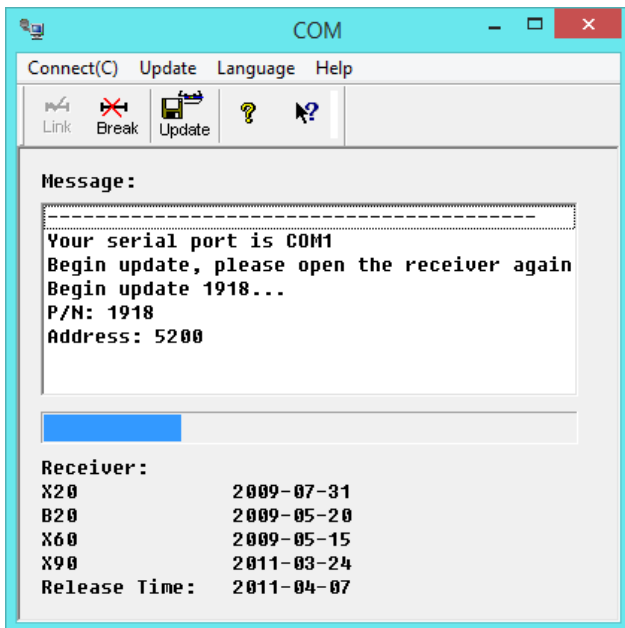 COM
Connect(C) Update Language Help
Link Break Update
Message:
-----------------------------------------
Your serial port is COM1
Begin update, please open the receiver again
Begin update 1918...
P/N: 1918
Address: 5200
Receiver:
X20 2009-07-31
B20 2009-05-20
X60 2009-05-15
X90 2011-03-24
Release Time: 2011-04-07